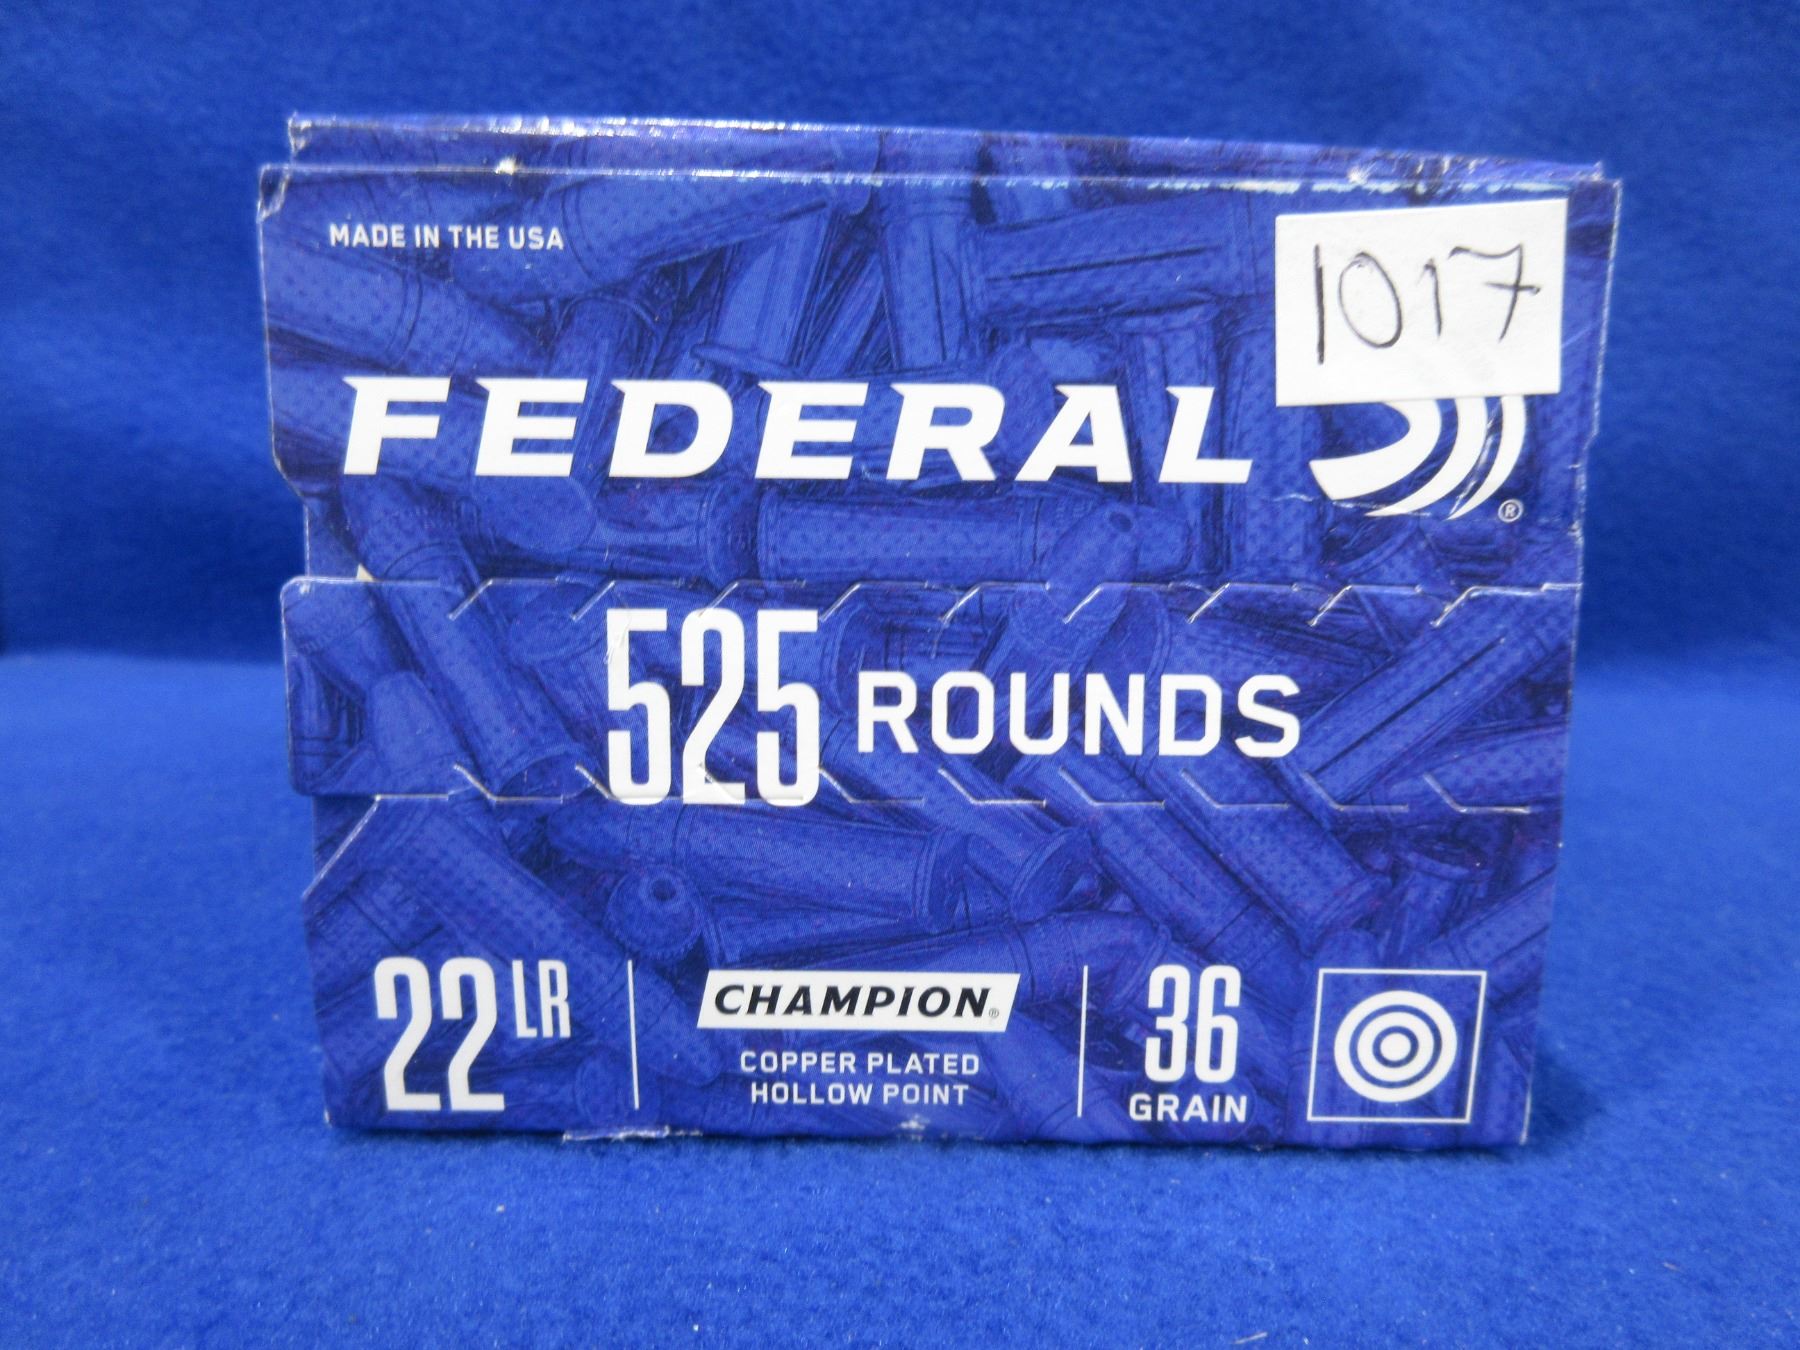 MADE IN THE USA
1017
FEDERAL
®
525 ROUNDS
22 LR
CHAMPION®
COPPER PLATED
HOLLOW POINT
36
GRAIN